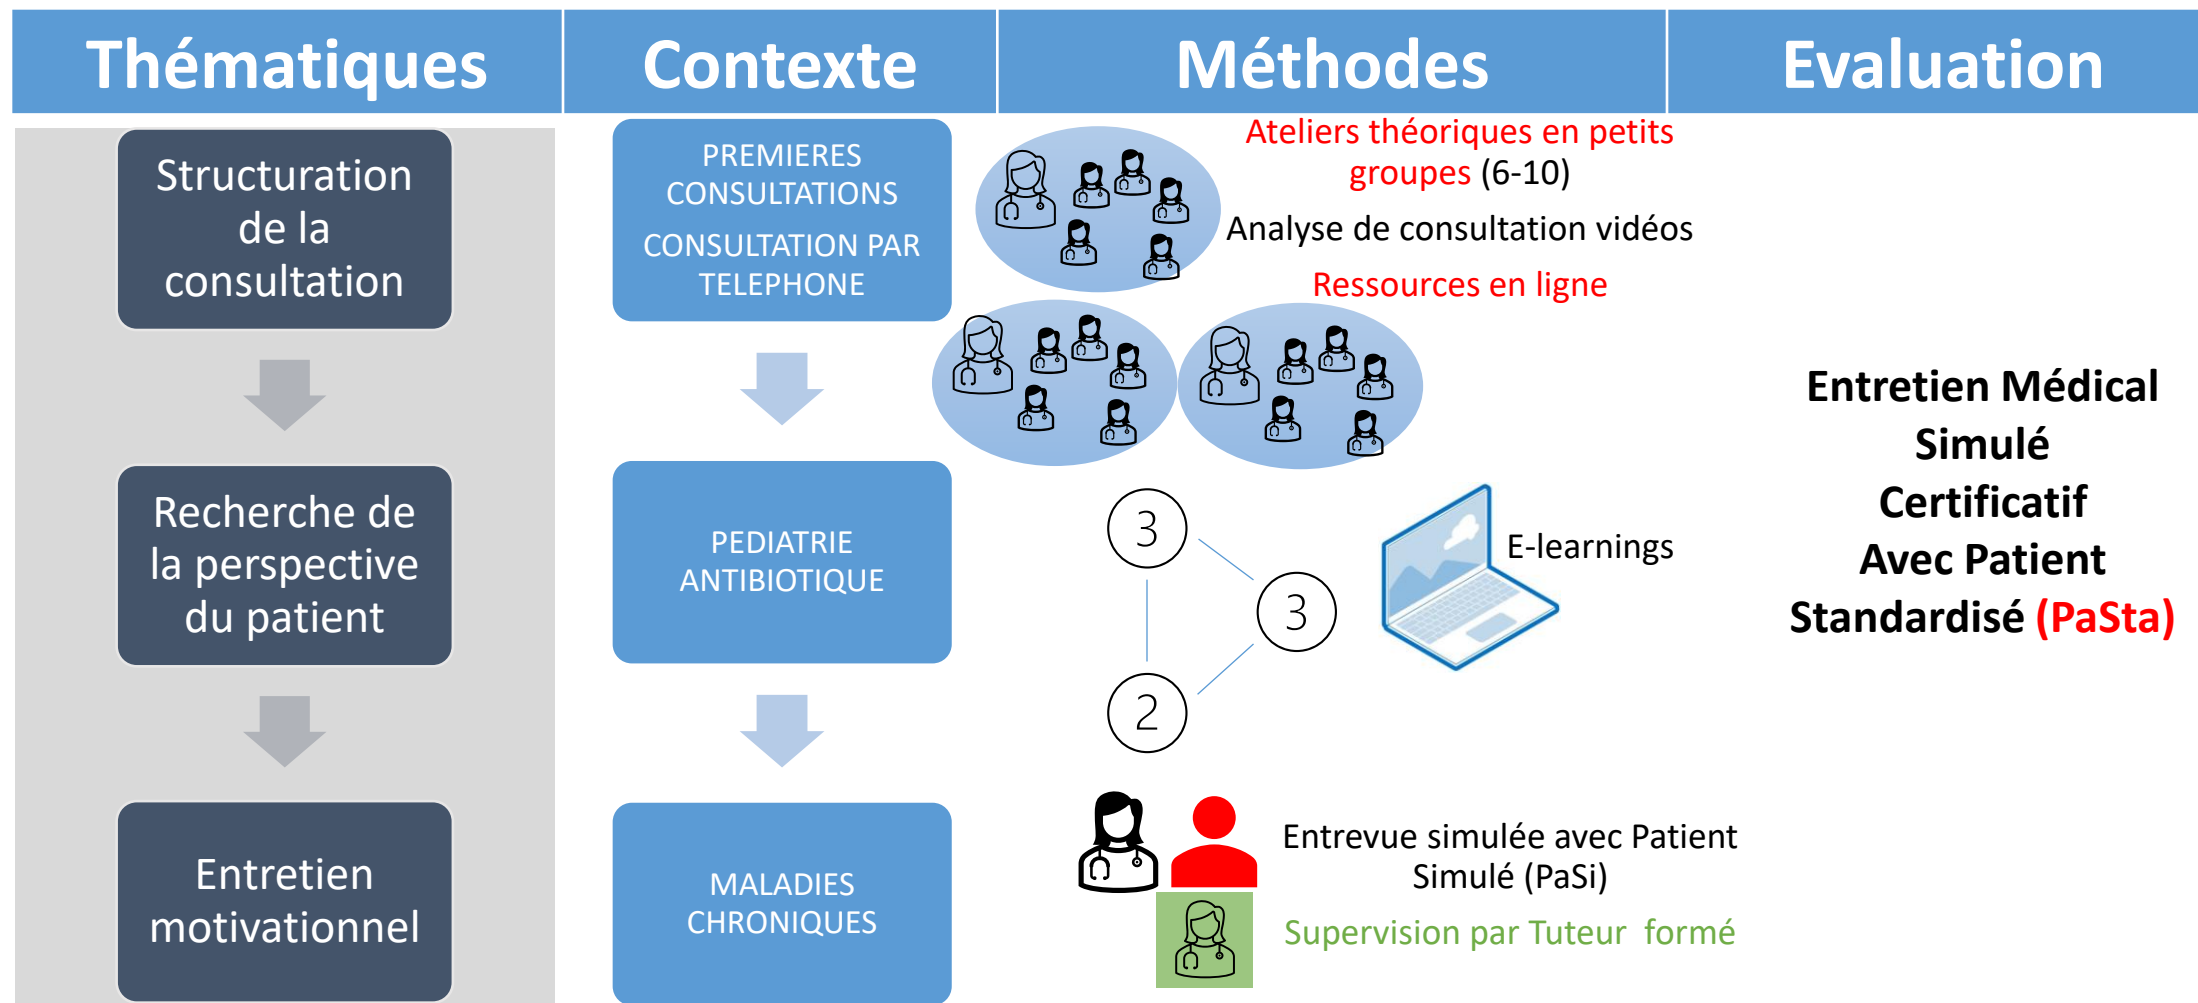 Thématiques
Contexte
Méthodes
Evaluation
Structuration
de la
consultation
Recherche de
la perspective
du patient
Entretien
motivationnel
PREMIERES
CONSULTATIONS
CONSULTATION PAR
TELEPHONE
PEDIATRIE
ANTIBIOTIQUE
MALADIES
CHRONIQUES
Ateliers théoriques en petits
groupes (6-10)
Analyse de consultation vidéos
Ressources en ligne
3
3
2
E-learnings
Entrevue simulée avec Patient
Simulé (PaSi)
Supervision par Tuteur formé
Entretien Médical
Simulé
Certificatif
Avec Patient
Standardisé (PaSta)